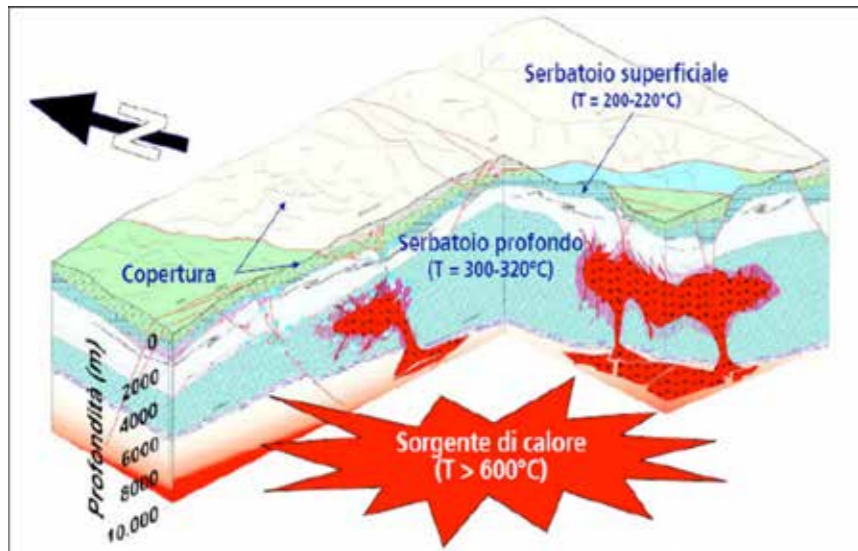 Serbatoio superficiale
(T = 200-220°C)
N
Serbatoio profondo
(T = 300-320°C)
Copertura
0
2000
4000
6000
8000
10.000
Profondità (m)
Sorgente di calore
(T > 600°C)